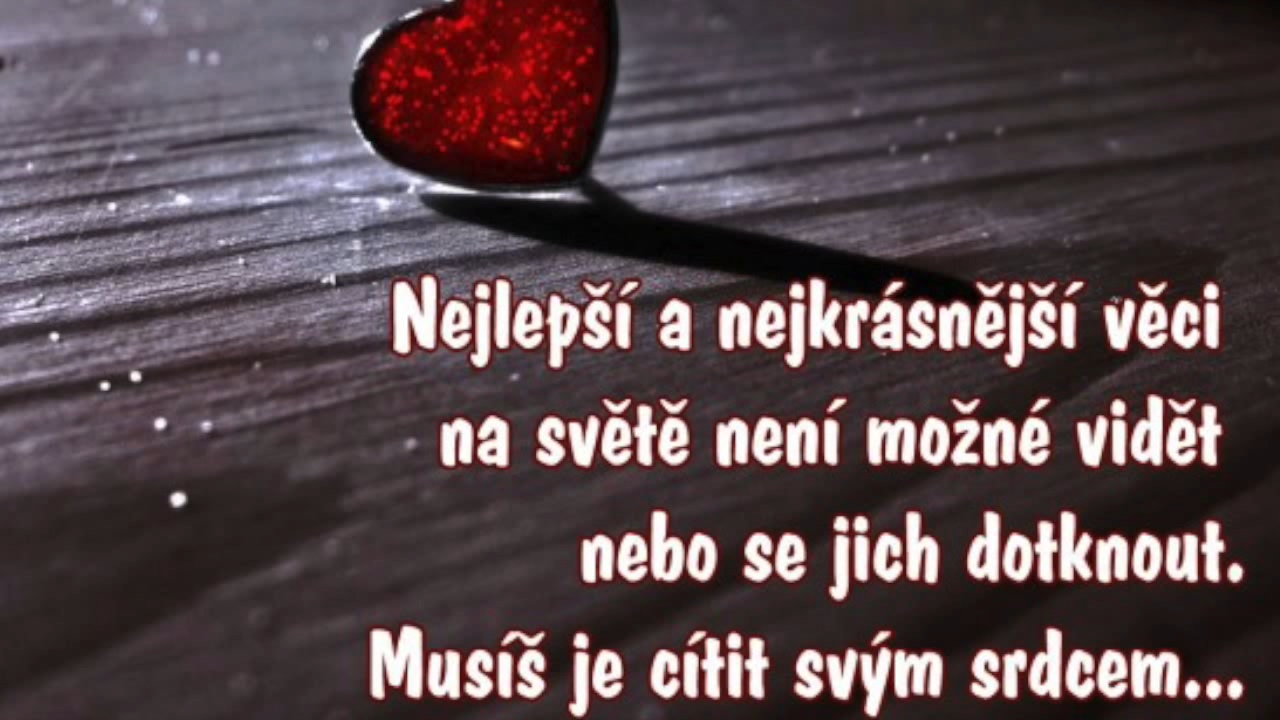 Nejlepší a nejkrásnější věci
na světě není možné vidět
nebo se jich dotknout.
Musíš je cítit svým srdcem...